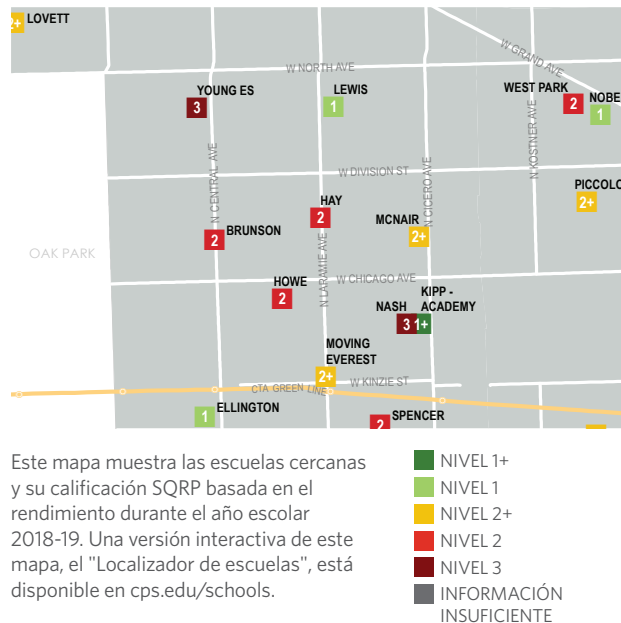 2+
LOVETT
W NORTH AVE
W GRAND AVE
YOUNG ES
3
LEWIS
1
WEST PARK
2
NOBE
1
N CENTRAL AVE
W DIVISION ST
N KOSTNER AVE
N CICERO AVE
PICCOLO
2+
HAY
2
MCNAIR
2+
BRUNSON
2
OAK PARK
N LARAMIE AVE
W CHICAGO AVE
HOWE
2
KIPP -
ACADEMY
NASH
3
1+
MOVING
EVEREST
2+
W KINZIE ST
CTA GREEN LINE
1
ELLINGTON
2
SPENCER
Este mapa muestra las escuelas cercanas
y su calificación SQRP basada en el
rendimiento durante el año escolar
2018-19. Una versión interactiva de este
mapa, el "Localizador de escuelas", está
disponible en cps.edu/schools.
NIVEL 1+
NIVEL 1
NIVEL 2+
NIVEL 2
NIVEL 3
INFORMACIÓN
INSUFICIENTE